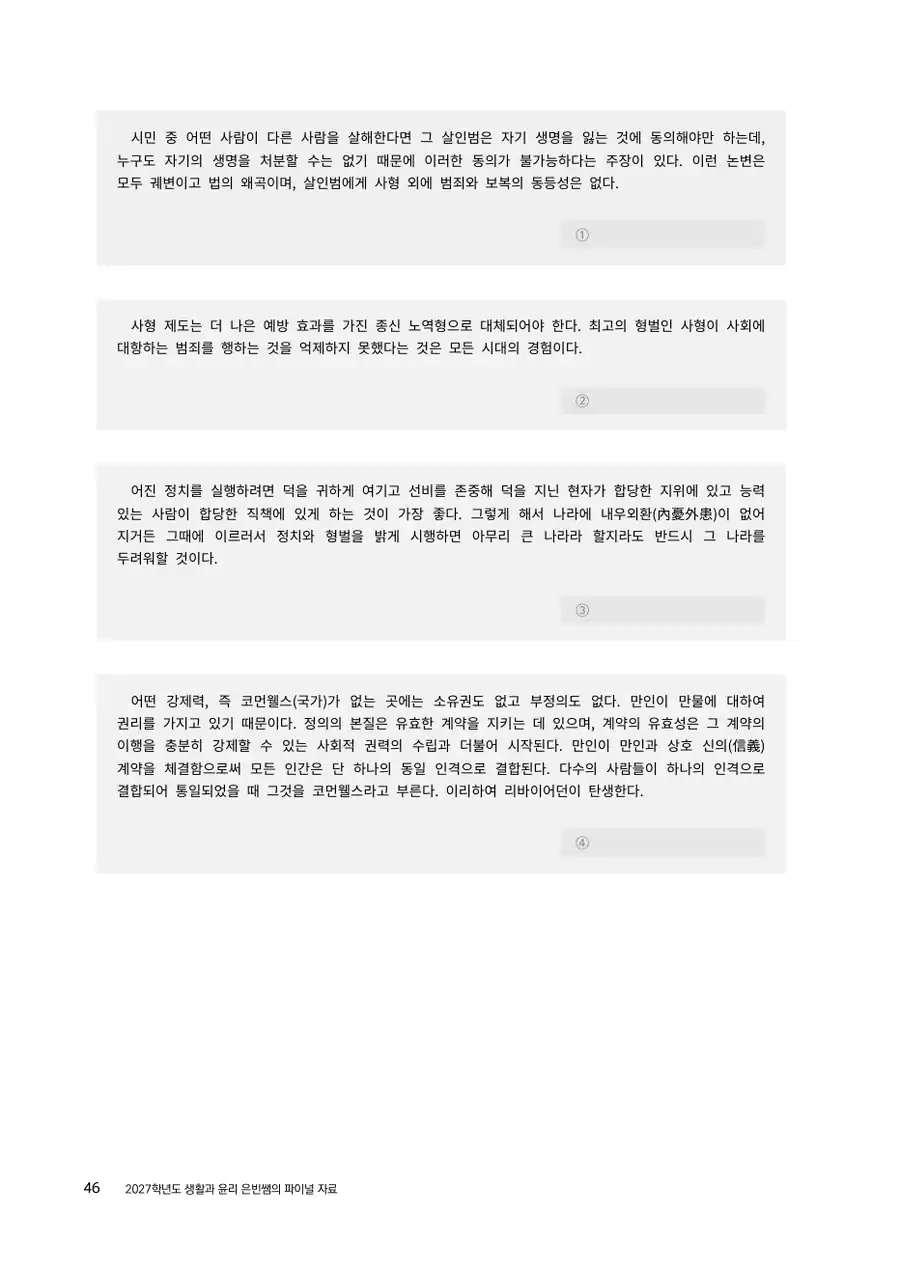 시민 중 어떤 사람이 다른 사람을 살해한다면 그 살인범은 자기 생명을 잃는 것에 동의해야만 하는데,
누구도 자기의 생명을 처분할 수는 없기 때문에 이러한 동의가 불가능하다는 주장이 있다. 이런 논변은
모두 궤변이고 법의 왜곡이며, 살인범에게 사형 외에 범죄와 보복의 동등성은 없다.
①
사형 제도는 더 나은 예방 효과를 가진 종신 노역형으로 대체되어야 한다. 최고의 형벌인 사형이 사회에
대항하는 범죄를 행하는 것을 억제하지 못했다는 것은 모든 시대의 경험이다.
②
어진 정치를 실행하려면 덕을 귀하게 여기고 선비를 존중해 덕을 지닌 현자가 합당한 지위에 있고 능력
있는 사람이 합당한 직책에 있게 하는 것이 가장 좋다. 그렇게 해서 나라에 내우외환(內憂外患)이 없어
지거든 그때에 이르러서 정치와 형벌을 밝게 시행하면 아무리 큰 나라라 할지라도 반드시 그 나라를
두려워할 것이다.
③
어떤 강제력, 즉 코먼웰스(국가)가 없는 곳에는 소유권도 없고 부정의도 없다. 만인이 만물에 대하여
권리를 가지고 있기 때문이다. 정의의 본질은 유효한 계약을 지키는 데 있으며, 계약의 유효성은 그 계약의
이행을 충분히 강제할 수 있는 사회적 권력의 수립과 더불어 시작된다. 만인이 만인과 상호 신의(信義)
계약을 체결함으로써 모든 인간은 단 하나의 동일 인격으로 결합된다. 다수의 사람들이 하나의 인격으로
결합되어 통일되었을 때 그것을 코먼웰스라고 부른다. 이리하여 리바이어던이 탄생한다.
④
46 2027학년도 생활과 윤리 은빈쌤의 파이널 자료